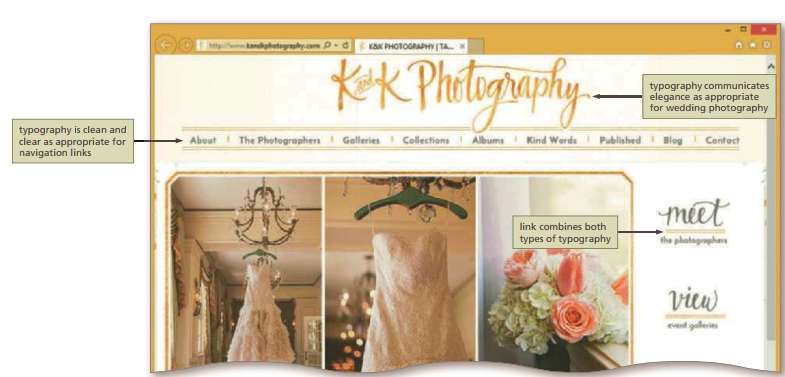 http://www.kandkphotography.com
K&K PHOTOGRAPHY | TA...
K and K Photography
typography communicates
elegance as appropriate
for wedding photography
typography is clean and
clear as appropriate for
navigation links
About | The Photographers | Galleries | Collections | Albums | Kind Words | Published | Blog | Contact
link combines both
types of typography
meet
the photographers
view
event galleries